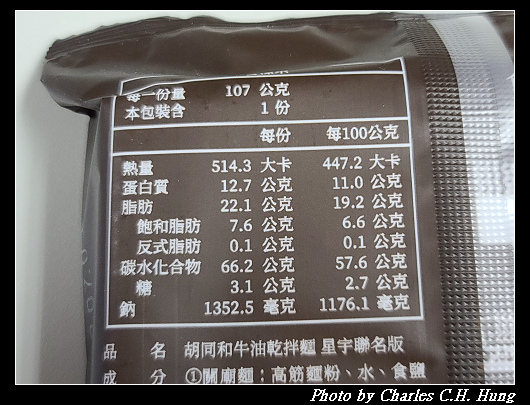 每一份量 107 公克
本包裝含 1 份
每份 每100公克
熱量 514.3 大卡 447.2 大卡
蛋白質 12.7 公克 11.0 公克
脂肪 22.1 公克 19.2 公克
飽和脂肪 7.6 公克 6.6 公克
反式脂肪 0.1 公克 0.1 公克
碳水化合物 66.2 公克 57.6 公克
糖 3.1 公克 2.7 公克
鈉 1352.5 毫克 1176.1 毫克
品 名 胡同和牛油乾拌麵 星宇聯名版
成 分 ①關廟麵：高筋麵粉、水、食鹽
Photo by Charles C.H. Hung